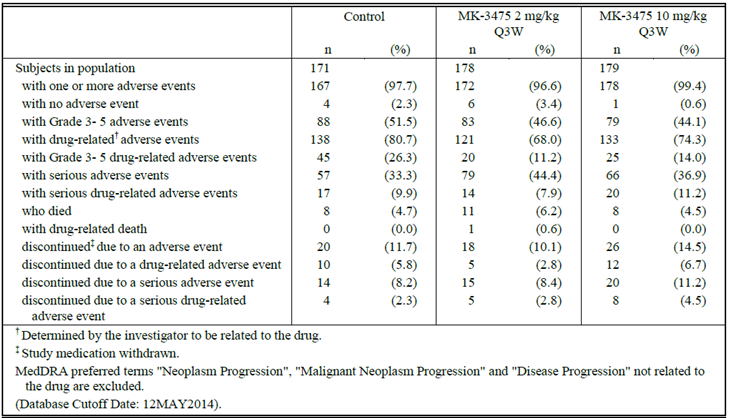 Control MK-3475 2 mg/kg Q3W MK-3475 10 mg/kg Q3W
n (%) n (%) n (%)
Subjects in population 171 178 179
with one or more adverse events 167 (97.7) 172 (96.6) 178 (99.4)
with no adverse event 4 (2.3) 6 (3.4) 1 (0.6)
with Grade 3- 5 adverse events 88 (51.5) 83 (46.6) 79 (44.1)
with drug-related† adverse events 138 (80.7) 121 (68.0) 133 (74.3)
with Grade 3- 5 drug-related adverse events 45 (26.3) 20 (11.2) 25 (14.0)
with serious adverse events 57 (33.3) 79 (44.4) 66 (36.9)
with serious drug-related adverse events 17 (9.9) 14 (7.9) 20 (11.2)
who died 8 (4.7) 11 (6.2) 8 (4.5)
with drug-related death 0 (0.0) 1 (0.6) 0 (0.0)
discontinued‡ due to an adverse event 20 (11.7) 18 (10.1) 26 (14.5)
discontinued due to a drug-related adverse event 10 (5.8) 5 (2.8) 12 (6.7)
discontinued due to a serious adverse event 14 (8.2) 15 (8.4) 20 (11.2)
discontinued due to a serious drug-related 4 (2.3) 5 (2.8) 8 (4.5)
adverse event
† Determined by the investigator to be related to the drug.
‡ Study medication withdrawn.
MedDRA preferred terms "Neoplasm Progression", "Malignant Neoplasm Progression" and "Disease Progression" not related to
the drug are excluded.
(Database Cutoff Date: 12MAY2014).